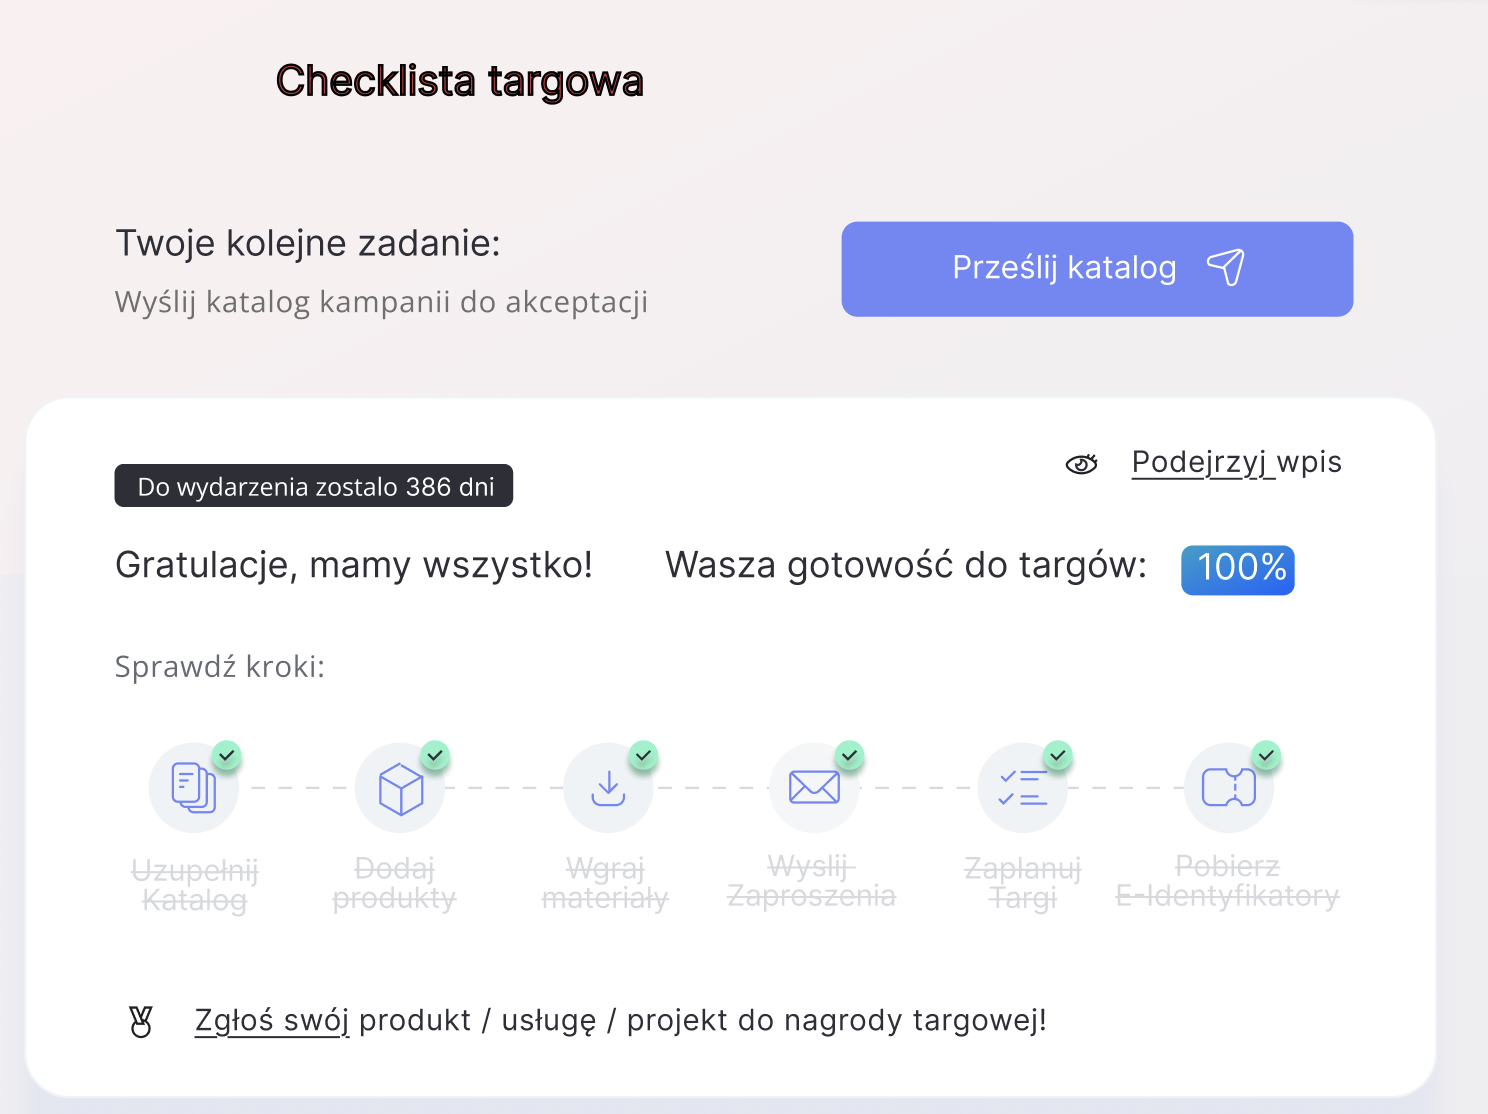 Checklista targowa
Twoje kolejne zadanie:
Wyślij katalog kampanii do akceptacji
Prześlij katalog
Podejrzyj wpis
Do wydarzenia zostalo 386 dni
Gratulacje, mamy wszystko!
Wasza gotowość do targów:
100%
Sprawdź kroki:
Uzupełnij
Katalog
Dodaj
produkty
Wgraj
materiały
Wyslij
Zaproszenia
Zaplanuj
Targi
Pobierz
E-Identyfikatory
Zgłoś swój produkt / usługę / projekt do nagrody targowej!